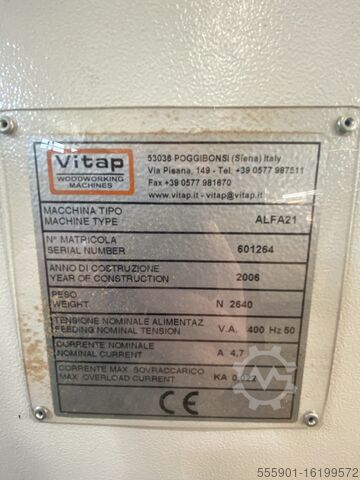 Vitap
WOODWORKING
MACHINES
53036 POGGIBONSI (Siena) Italy
Via Pisana, 149 - Tel. +39 0577 987511
Fax +39 0577 981670
www.vitap.it - vitap@vitap.it
MACCHINA TIPO
MACHINE TYPE
ALFA21
N° MATRICOLA
SERIAL NUMBER
601264
ANNO DI COSTRUZIONE
YEAR OF CONSTRUCTION
2006
PESO
WEIGHT
N 2640
TENSIONE NOMINALE ALIMENTAZ.
FEEDING NOMINAL TENSION
V.A. 400 Hz 50
CORRENTE NOMINALE
NOMINAL CURRENT
A 4,7
CORRENTE MAX. SOVRACCARICO
MAX. OVERLOAD CURRENT
KA 0,022
CE
555901-16199572